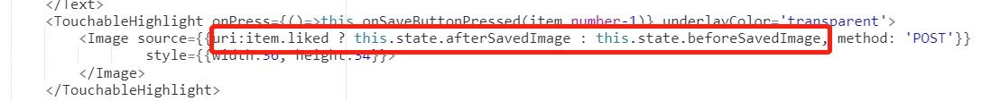 </Text>
<TouchableHighlight onPress={()=>this.onSaveButtonPressed(item.number-1)} underlayColor='transparent'>
<Image source={{uri:item.liked ? this.state.afterSavedImage : this.state.beforeSavedImage, method: 'POST'}}
style={{width:36, height:34}}>
</Image>
</TouchableHighlight>